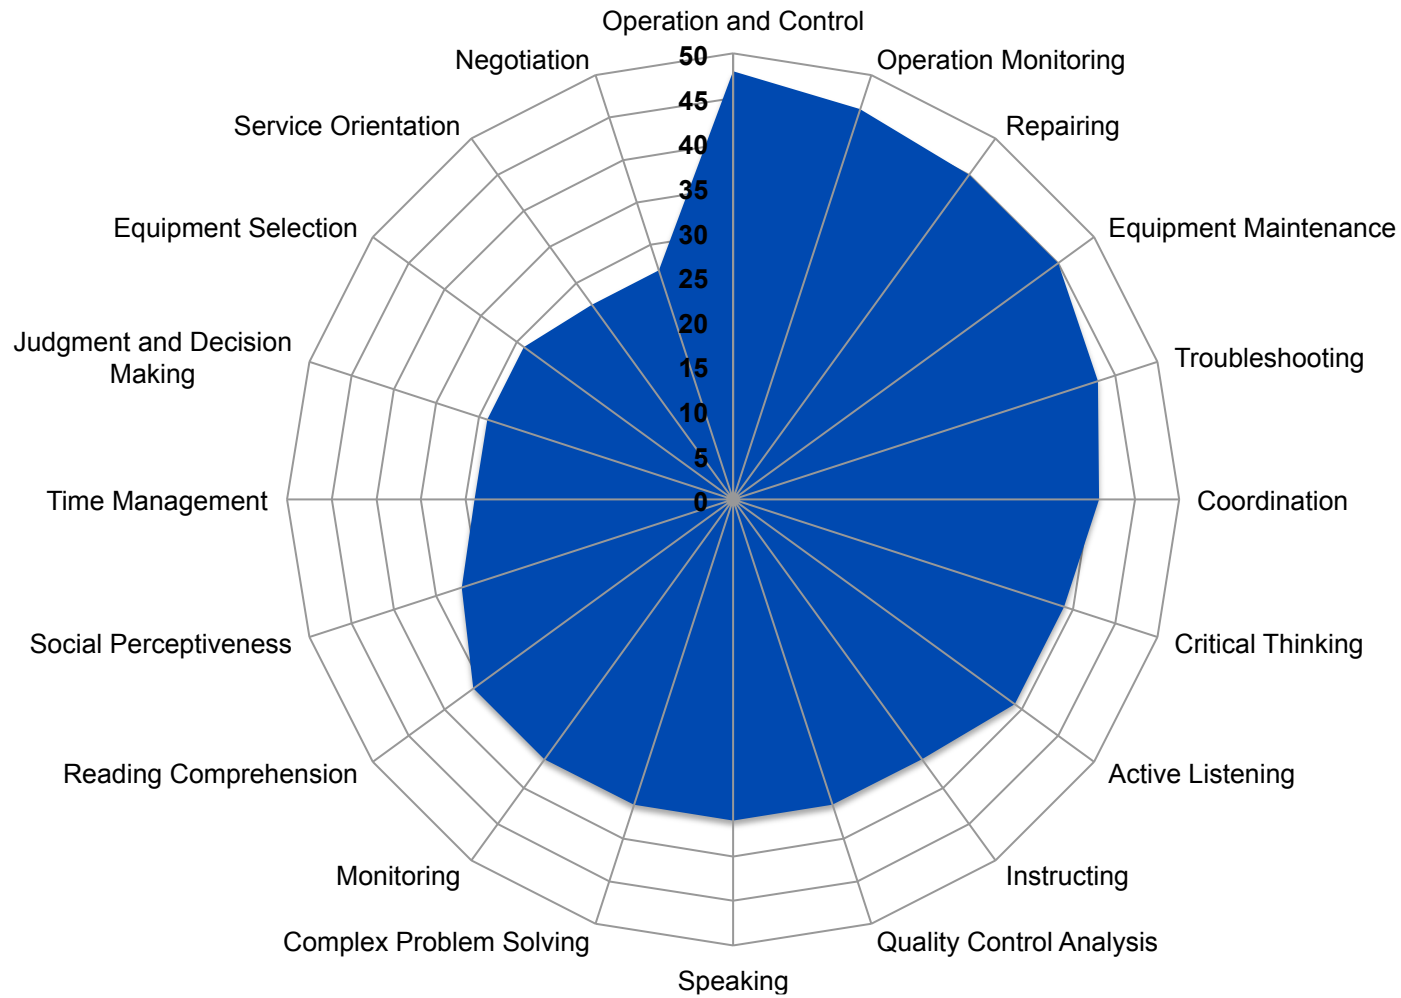 Operation and Control
Operation Monitoring
Repairing
Equipment Maintenance
Troubleshooting
Coordination
Critical Thinking
Active Listening
Instructing
Quality Control Analysis
Speaking
Complex Problem Solving
Monitoring
Reading Comprehension
Social Perceptiveness
Time Management
Judgment and Decision
Making
Equipment Selection
Service Orientation
Negotiation
50
45
40
35
30
25
20
15
10
5
0